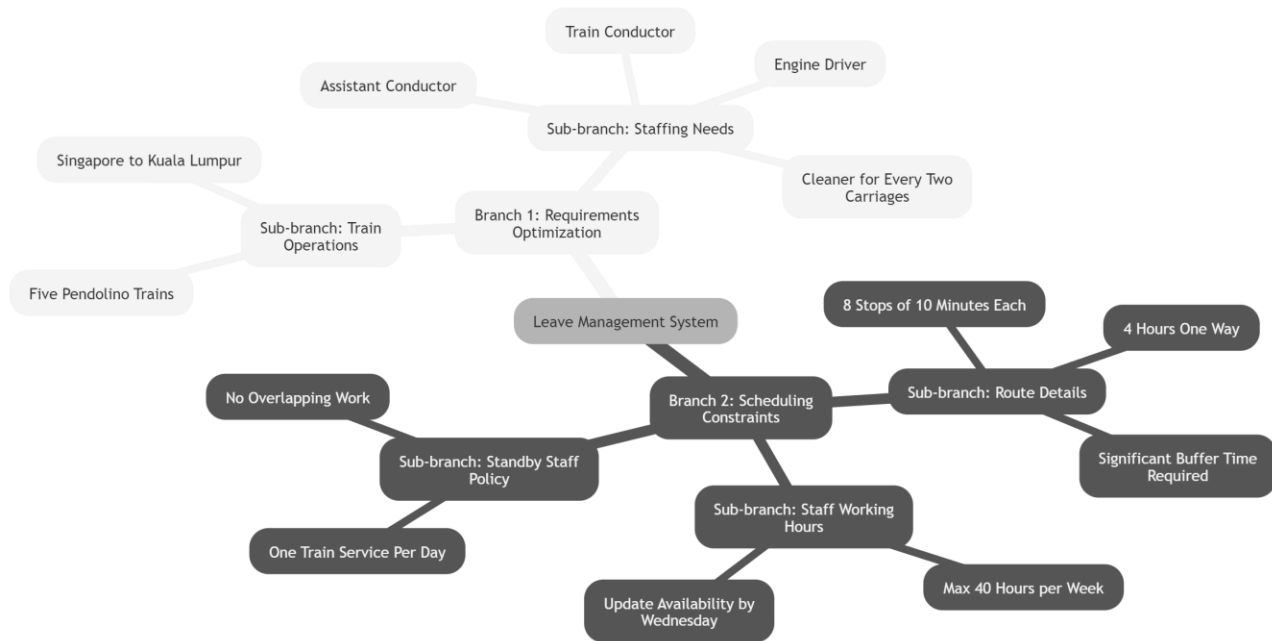 Train Conductor
Engine Driver
Assistant Conductor
Sub-branch: Staffing Needs
Singapore to Kuala Lumpur
Cleaner for Every Two
Carriages
Branch 1: Requirements
Optimization
Sub-branch: Train
Operations
Five Pendolino Trains
Leave Management System
8 Stops of 10 Minutes Each
4 Hours One Way
No Overlapping Work
Branch 2: Scheduling
Constraints
Sub-branch: Route Details
Sub-branch: Standby Staff
Policy
Significant Buffer Time
Required
Sub-branch: Staff Working
Hours
One Train Service Per Day
Update Availability by
Wednesday
Max 40 Hours per Week